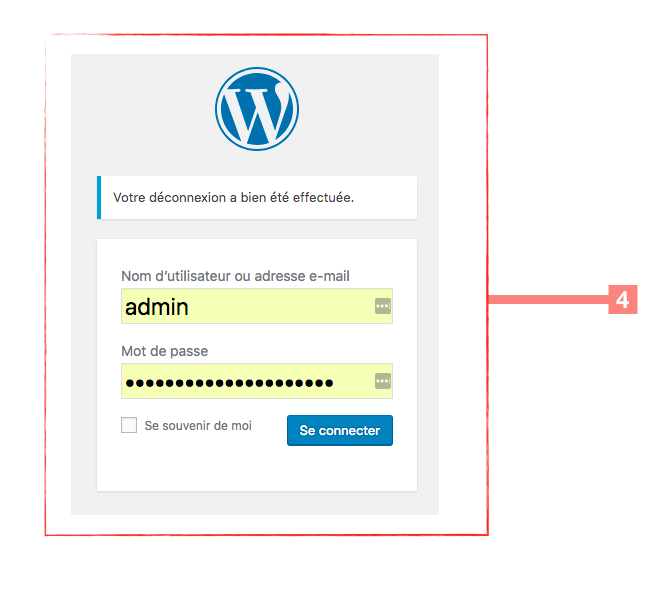 Votre déconnexion a bien été effectuée.
Nom d’utilisateur ou adresse e-mail
admin
Mot de passe
Se souvenir de moi
Se connecter
4